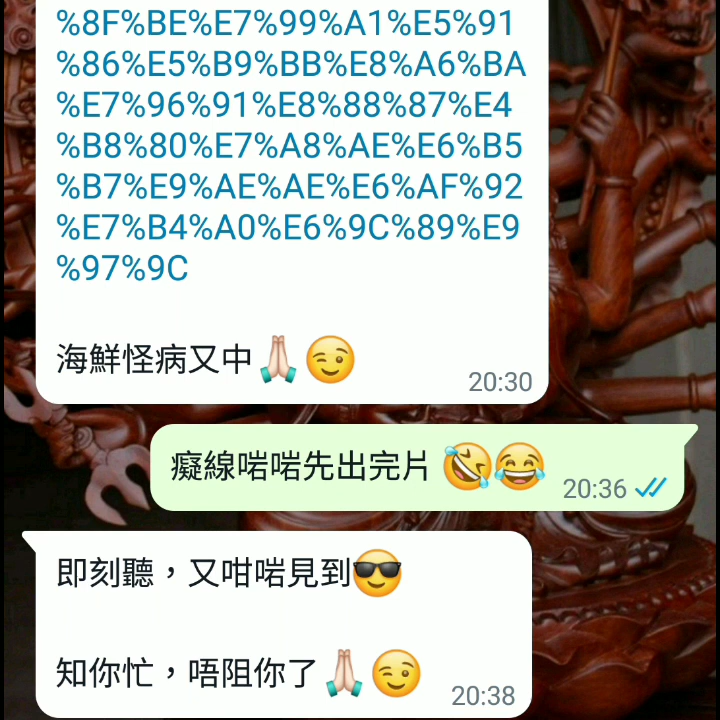 %8F%BE%E7%99%A1%E5%91
%86%E5%B9%BB%E8%A6%BA
%E7%96%91%E8%88%87%E4
%B8%80%E7%A8%AE%E6%B5
%B7%E9%AE%AE%E6%AF%92
%E7%B4%A0%E6%9C%89%E9
%97%9C
海鮮怪病又中🙏🏻😉
20:30
癡線啱啱先出完片 🤣😂
20:36
即刻聽，又咁啱見到😎
知你忙，唔阻你了🙏🏻😉
20:38